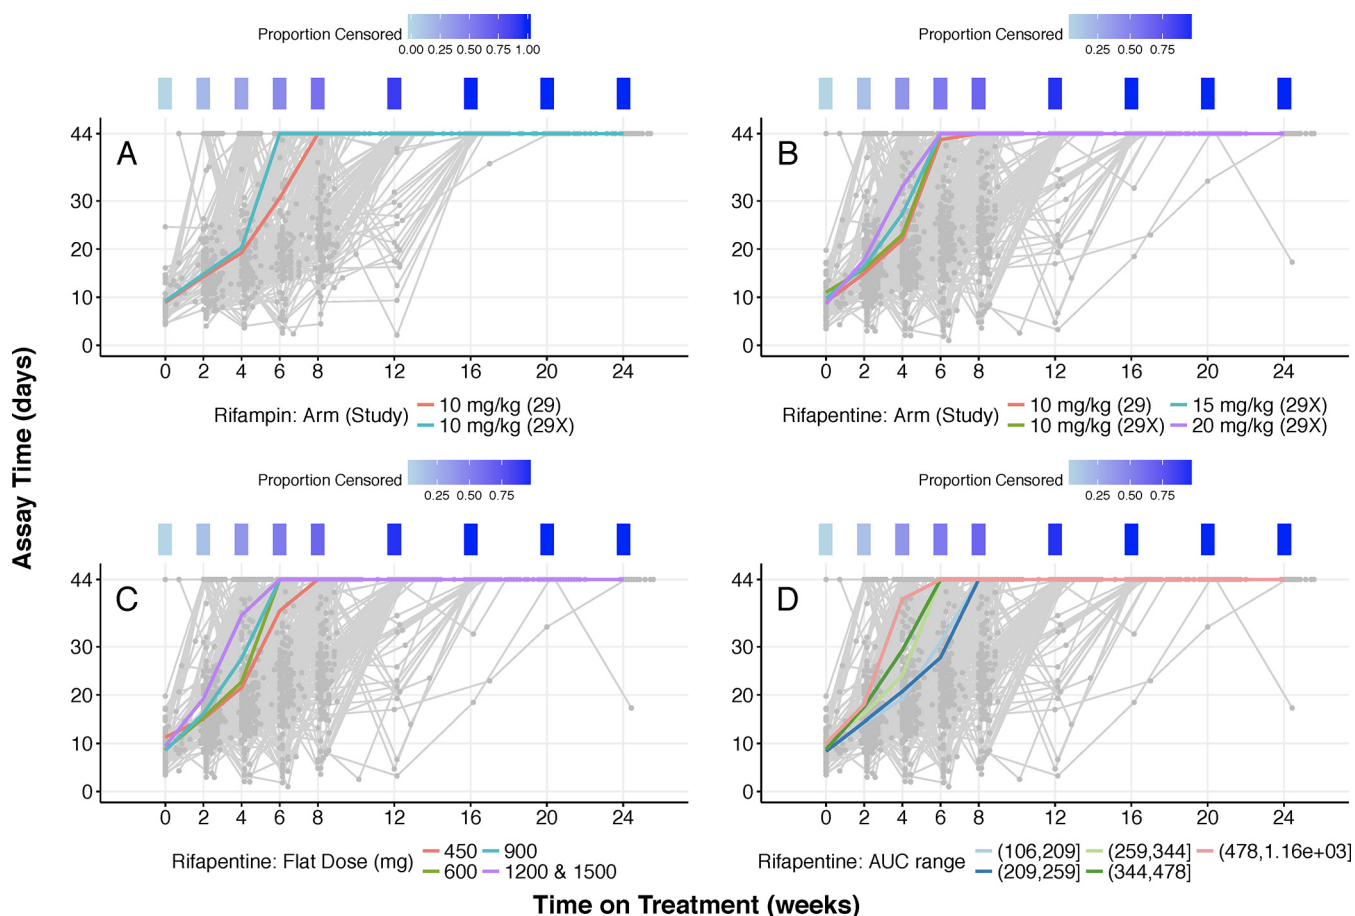 Proportion Censored
0.00 0.25 0.50 0.75 1.00
A
44
30
20
10
0
0 2 4 6 8 12 16 20 24
Rifampin: Arm (Study)
10 mg/kg (29)
10 mg/kg (29X)
Proportion Censored
0.25 0.50 0.75
B
44
30
20
10
0
0 2 4 6 8 12 16 20 24
Rifapentine: Arm (Study)
10 mg/kg (29) 15 mg/kg (29X)
10 mg/kg (29X) 20 mg/kg (29X)
Assay Time (days)
Proportion Censored
0.25 0.50 0.75
C
44
30
20
10
0
0 2 4 6 8 12 16 20 24
Rifapentine: Flat Dose (mg)
450 900
600 1200 & 1500
Proportion Censored
0.25 0.50 0.75
D
44
30
20
10
0
0 2 4 6 8 12 16 20 24
Rifapentine: AUC range
(106,209] (259,344] (478,1.16e+03]
(209,259] (344,478]
Time on Treatment (weeks)